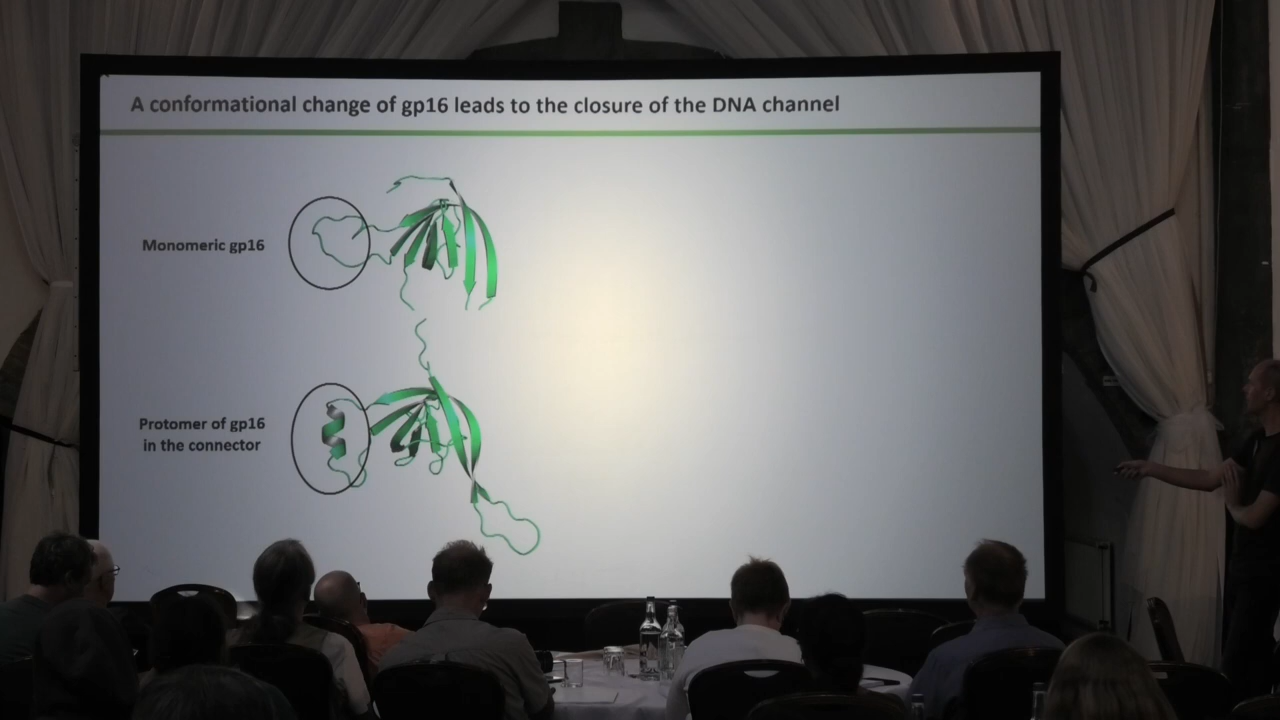 A conformational change of gp16 leads to the closure of the DNA channel
Monomeric gp16
Protomer of gp16
in the connector